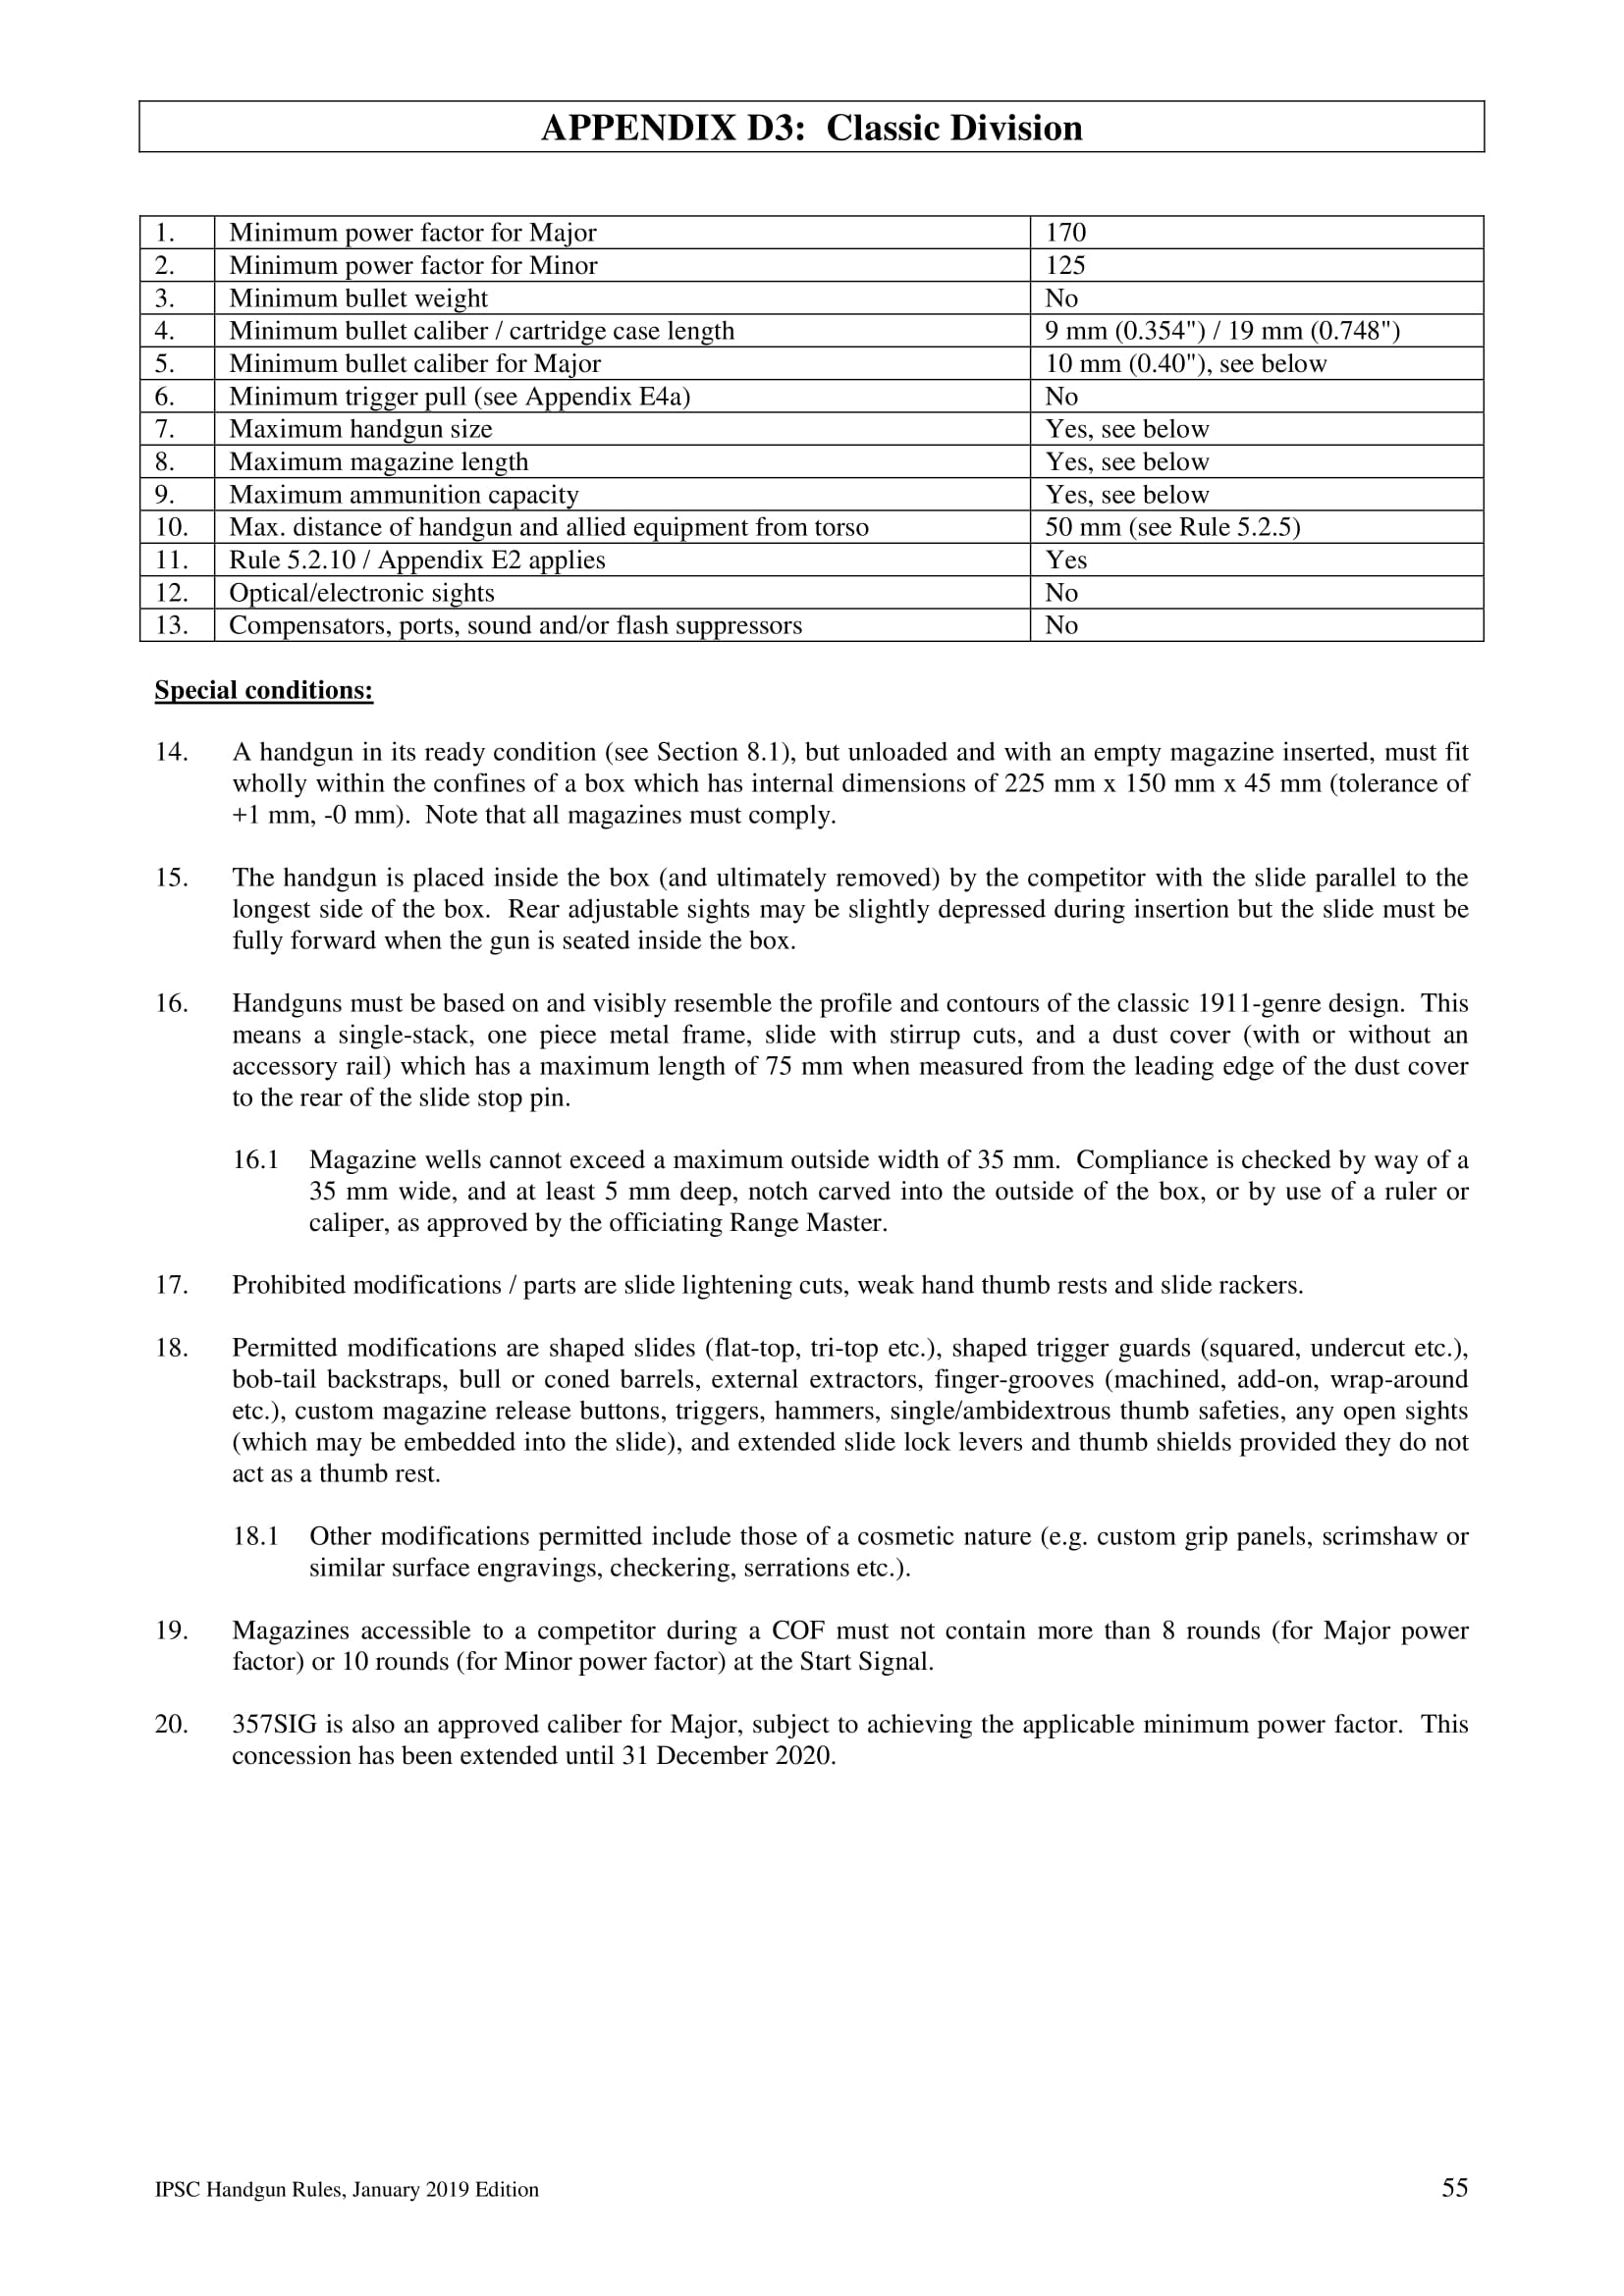 APPENDIX D3: Classic Division
1. Minimum power factor for Major 170
2. Minimum power factor for Minor 125
3. Minimum bullet weight No
4. Minimum bullet caliber / cartridge case length 9 mm (0.354") / 19 mm (0.748")
5. Minimum bullet caliber for Major 10 mm (0.40"), see below
6. Minimum trigger pull (see Appendix E4a) No
7. Maximum handgun size Yes, see below
8. Maximum magazine length Yes, see below
9. Maximum ammunition capacity Yes, see below
10. Max. distance of handgun and allied equipment from torso 50 mm (see Rule 5.2.5)
11. Rule 5.2.10 / Appendix E2 applies Yes
12. Optical/electronic sights No
13. Compensators, ports, sound and/or flash suppressors No
Special conditions:
14. A handgun in its ready condition (see Section 8.1), but unloaded and with an empty magazine inserted, must fit
wholly within the confines of a box which has internal dimensions of 225 mm x 150 mm x 45 mm (tolerance of
+1 mm, -0 mm). Note that all magazines must comply.
15. The handgun is placed inside the box (and ultimately removed) by the competitor with the slide parallel to the
longest side of the box. Rear adjustable sights may be slightly depressed during insertion but the slide must be
fully forward when the gun is seated inside the box.
16. Handguns must be based on and visibly resemble the profile and contours of the classic 1911-genre design. This
means a single-stack, one piece metal frame, slide with stirrup cuts, and a dust cover (with or without an
accessory rail) which has a maximum length of 75 mm when measured from the leading edge of the dust cover
to the rear of the slide stop pin.
16.1 Magazine wells cannot exceed a maximum outside width of 35 mm. Compliance is checked by way of a
35 mm wide, and at least 5 mm deep, notch carved into the outside of the box, or by use of a ruler or
caliper, as approved by the officiating Range Master.
17. Prohibited modifications / parts are slide lightening cuts, weak hand thumb rests and slide rackers.
18. Permitted modifications are shaped slides (flat-top, tri-top etc.), shaped trigger guards (squared, undercut etc.),
bob-tail backstraps, bull or coned barrels, external extractors, finger-grooves (machined, add-on, wrap-around
etc.), custom magazine release buttons, triggers, hammers, single/ambidextrous thumb safeties, any open sights
(which may be embedded into the slide), and extended slide lock levers and thumb shields provided they do not
act as a thumb rest.
18.1 Other modifications permitted include those of a cosmetic nature (e.g. custom grip panels, scrimshaw or
similar surface engravings, checkering, serrations etc.).
19. Magazines accessible to a competitor during a COF must not contain more than 8 rounds (for Major power
factor) or 10 rounds (for Minor power factor) at the Start Signal.
20. 357SIG is also an approved caliber for Major, subject to achieving the applicable minimum power factor. This
concession has been extended until 31 December 2020.
IPSC Handgun Rules, January 2019 Edition 55